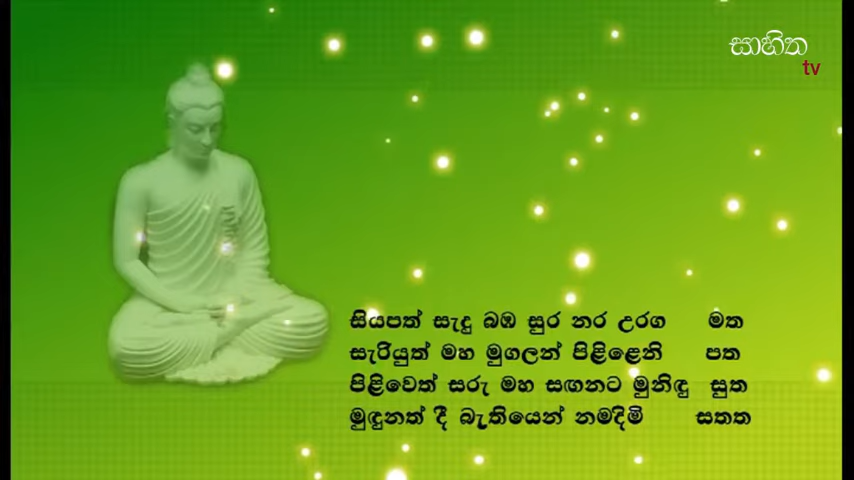 සාහිත
tv
සියපත් සැදු බඹ සුර නර උරග මත
සැරියුත් මහ මුගලන් පිළිළෙනි පත
පිළිවෙත් සරු මහ සඟනට මුනිඳු සුත
මුඳුනත් දී බැතියෙන් නමදිමි සතත